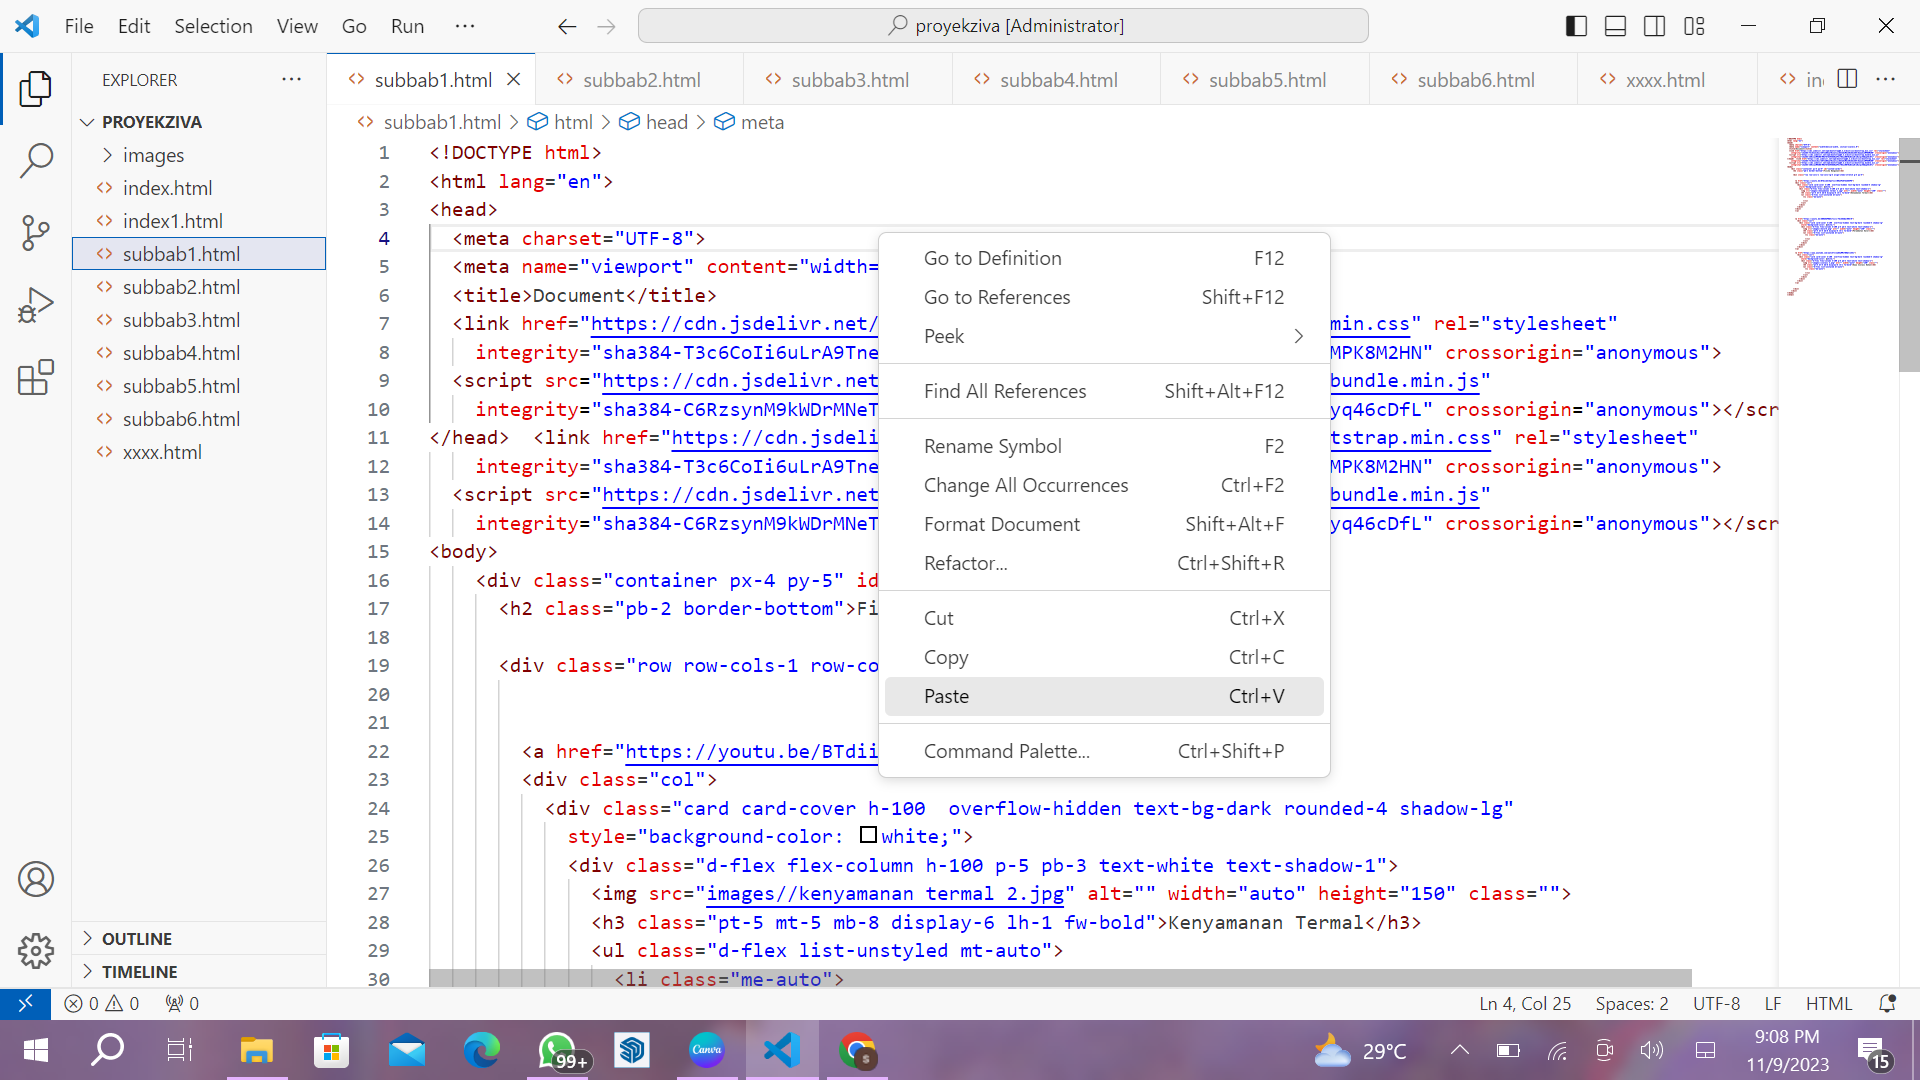 File Edit Selection View Go Run ···
proyekziva [Administrator]
EXPLORER
PROYEKZIVA
images
index.html
index1.html
subbab1.html
subbab2.html
subbab3.html
subbab4.html
subbab5.html
subbab6.html
xxxx.html
OUTLINE
TIMELINE
subbab1.html subbab2.html subbab3.html subbab4.html subbab5.html subbab6.html xxxx.html
subbab1.html > html > head > meta
1 <!DOCTYPE html>
2 <html lang="en">
3 <head>
4 <meta charset="UTF-8">
5 <meta name="viewport" content="width=
6 <title>Document</title>
7 <link href="https://cdn.jsdelivr.net/ min.css" rel="stylesheet"
8 integrity="sha384-T3c6CoIi6uLrA9Tne MPK8M2HN" crossorigin="anonymous">
9 <script src="https://cdn.jsdelivr.net bundle.min.js"
10 integrity="sha384-C6RzsynM9kWDrMNeT yq46cDfL" crossorigin="anonymous"></scr
11 </head> <link href="https://cdn.jsdeli tstrap.min.css" rel="stylesheet"
12 integrity="sha384-T3c6CoIi6uLrA9Tne MPK8M2HN" crossorigin="anonymous">
13 <script src="https://cdn.jsdelivr.net bundle.min.js"
14 integrity="sha384-C6RzsynM9kWDrMNeT yq46cDfL" crossorigin="anonymous"></scr
15 <body>
16 <div class="container px-4 py-5" id
17 <h2 class="pb-2 border-bottom">Fi
18
19 <div class="row row-cols-1 row-co
20
21
22 <a href="https://youtu.be/BTdii
23 <div class="col">
24 <div class="card card-cover h-100  overflow-hidden text-bg-dark rounded-4 shadow-lg"
25 style="background-color: white;">
26 <div class="d-flex flex-column h-100 p-5 pb-3 text-white text-shadow-1">
27 <img src="images//kenyamanan termal 2.jpg" alt="" width="auto" height="150" class="">
28 <h3 class="pt-5 mt-5 mb-8 display-6 lh-1 fw-bold">Kenyamanan Termal</h3>
29 <ul class="d-flex list-unstyled mt-auto">
30 <li class="me-auto">
Go to Definition F12
Go to References Shift+F12
Peek
Find All References Shift+Alt+F12
Rename Symbol F2
Change All Occurrences Ctrl+F2
Format Document Shift+Alt+F
Refactor... Ctrl+Shift+R
Cut Ctrl+X
Copy Ctrl+C
Paste Ctrl+V
Command Palette... Ctrl+Shift+P
0 0 0 Ln 4, Col 25 Spaces: 2 UTF-8 LF HTML
99+ Canva S 29°C 9:08 PM
11/9/2023 15